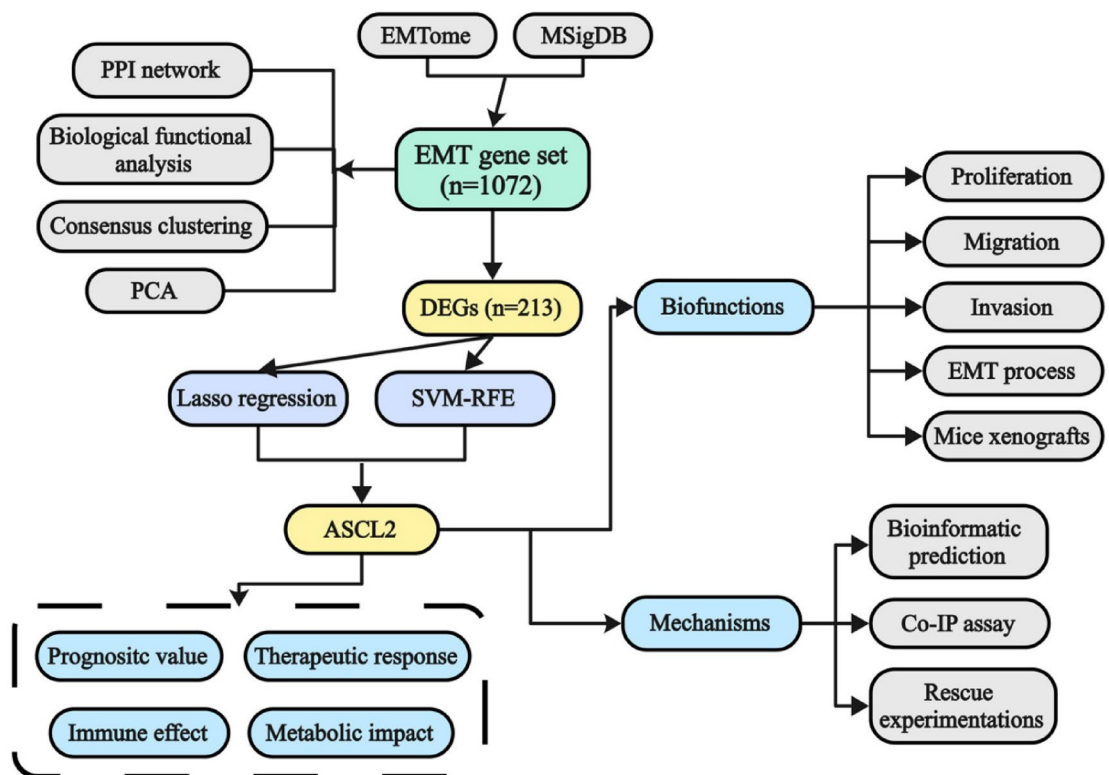 EMTome
MSigDB
PPI network
Biological functional
analysis
Consensus clustering
PCA
EMT gene set
(n=1072)
DEGs (n=213)
Lasso regression
SVM-RFE
ASCL2
Prognositc value
Therapeutic response
Immune effect
Metabolic impact
Biofunctions
Proliferation
Migration
Invasion
EMT process
Mice xenografts
Mechanisms
Bioinformatic
prediction
Co-IP assay
Rescue
experimentations